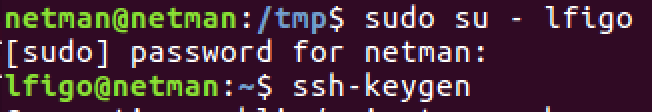 netman@netman:/tmp$ sudo su - lfigo
[sudo] password for netman:
lfigo@netman:~$ ssh-keygen